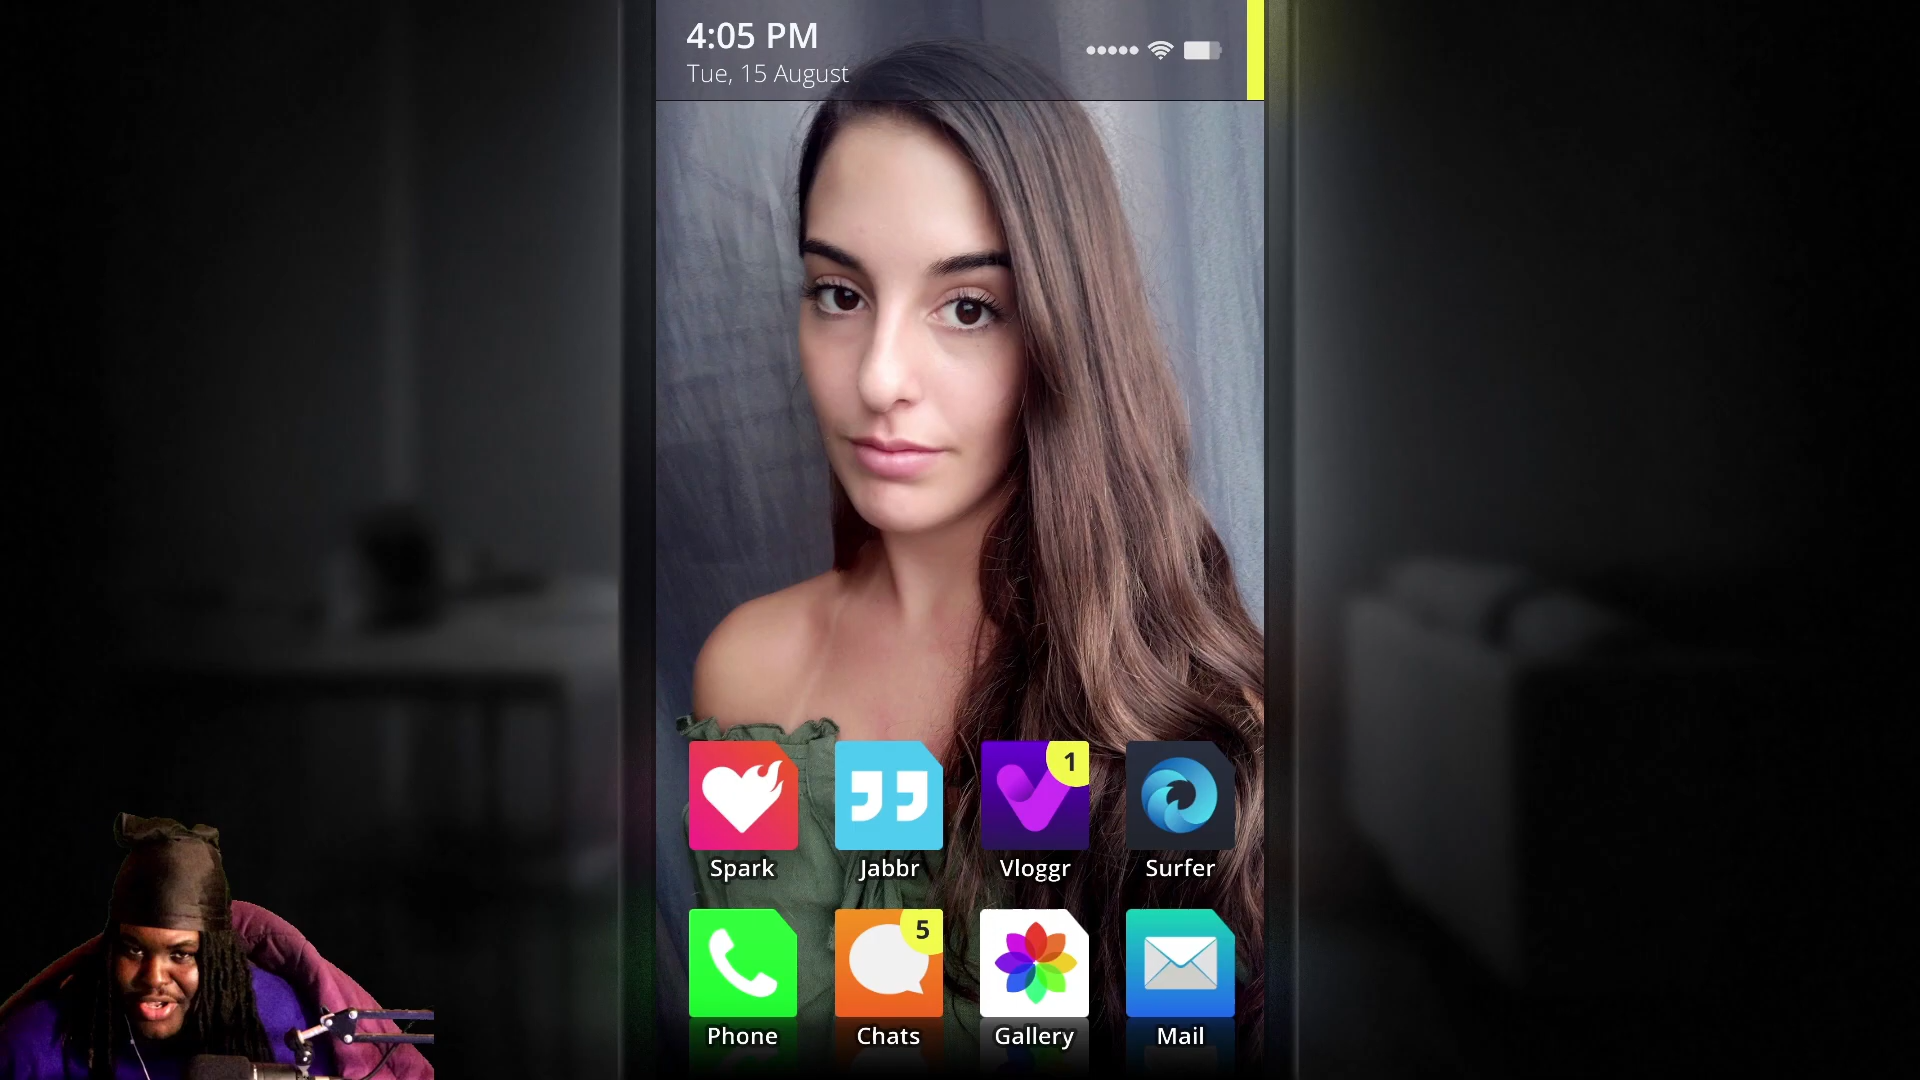 4:05 PM
Tue, 15 August
1
Spark
Jabbr
Vloggr
Surfer
5
Phone
Chats
Gallery
Mail